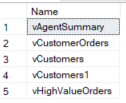 Name
1 vAgentSummary
2 vCustomerOrders
3 vCustomers
4 vCustomers1
5 vHighValueOrders